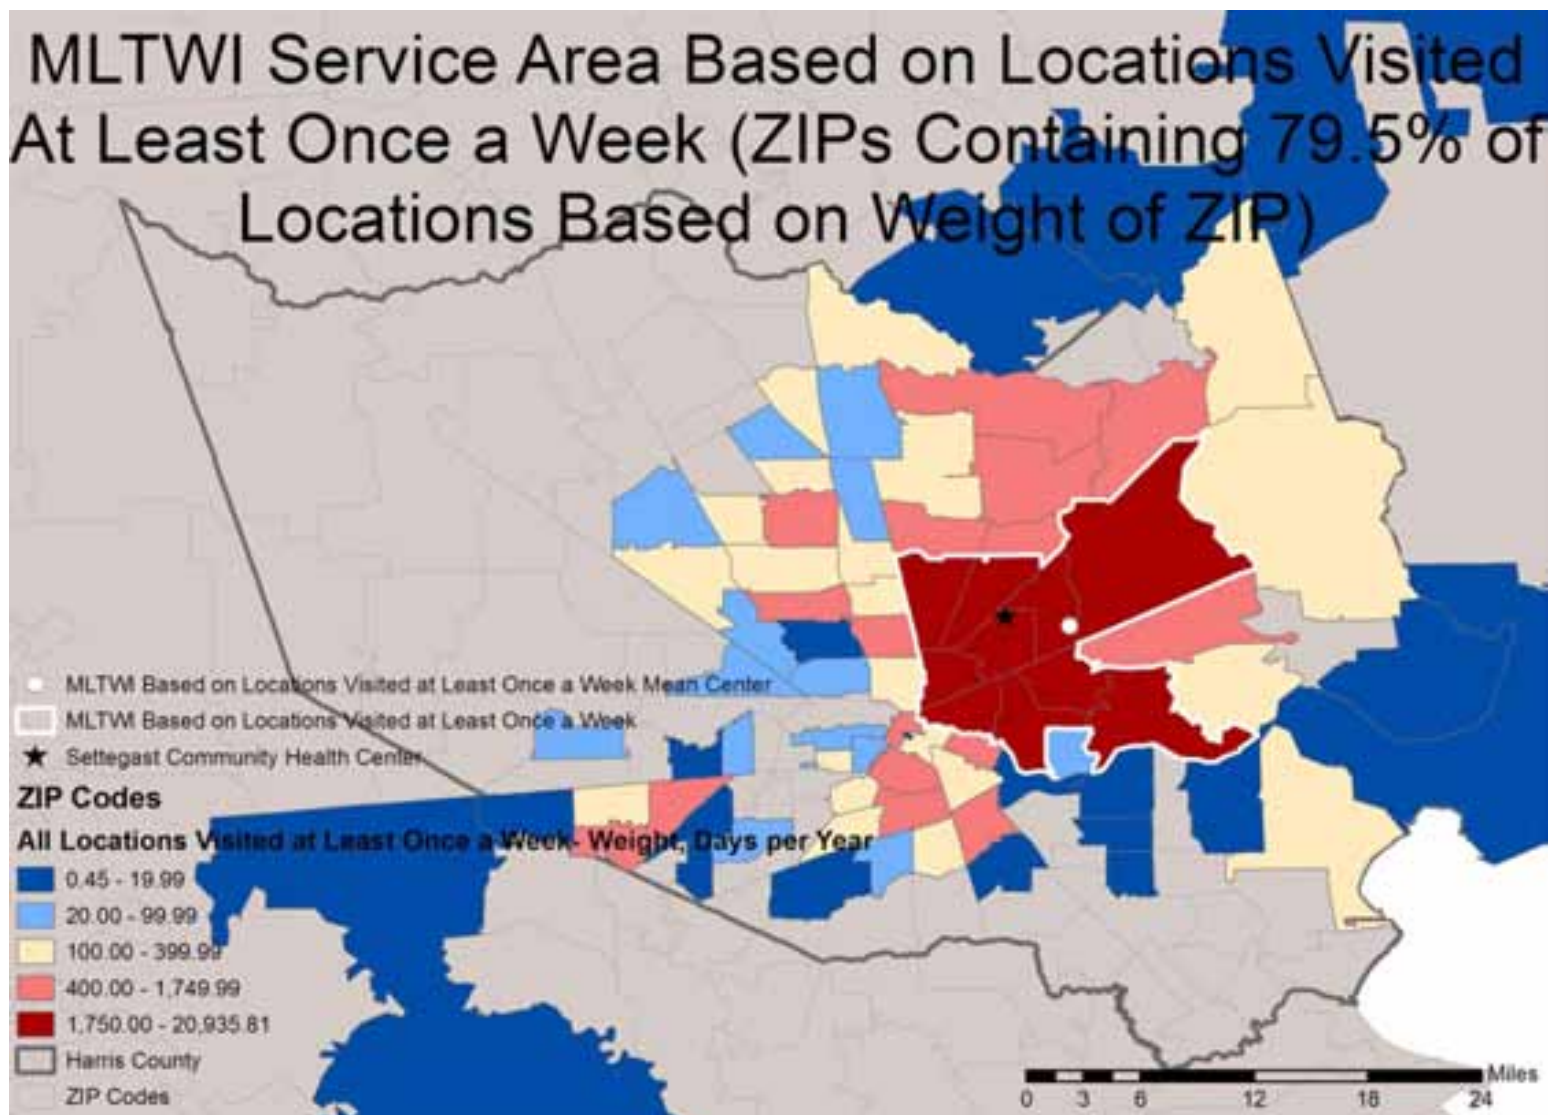 MLTWI Service Area Based on Locations Visited
At Least Once a Week (ZIPs Containing 79.5% of
Locations Based on Weight of ZIP)
MLTWI Based on Locations Visited at Least Once a Week Mean Center
MLTWI Based on Locations Visited at Least Once a Week
Settegast Community Health Center
ZIP Codes
All Locations Visited at Least Once a Week- Weight, Days per Year
0.45 - 19.99
20.00 - 99.99
100.00 - 399.99
400.00 - 1,749.99
1,750.00 - 20,935.81
Harris County
ZIP Codes
Miles
0 3 6 12 18 24